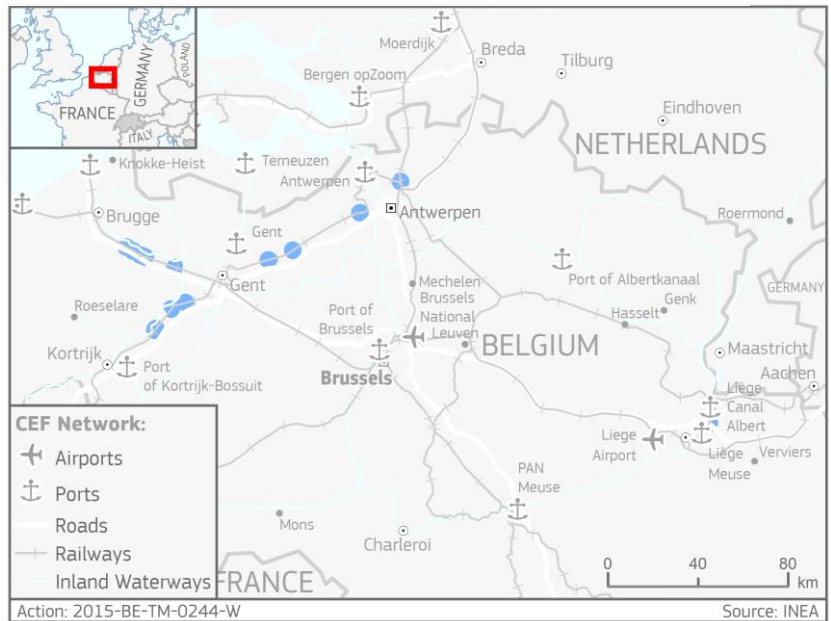 GERMANY
POLAND
FRANCE
ITALY
Moerdijk
Breda
Tilburg
Bergen opZoom
Eindhoven
NETHERLANDS
Knokke-Heist
Terneuzen
Antwerpen
Antwerpen
Brugge
Roermond
Gent
Gent
Port of Albertkanaal
GERMANY
Mechelen
Brussels
National
Genk
Hasselt
Roeselare
Port of
Brussels
Leuven
BELGIUM
Maastricht
Kortrijk
Port
of Kortrijk-Bossuit
Brussels
Aachen
Liège
Canal
Albert
Liege
Airport
Liège
Meuse
Verviers
PAN
Meuse
Mons
Charleroi
FRANCE
CEF Network:
Airports
Ports
Roads
Railways
Inland Waterways
0 40 80
km
Action: 2015-BE-TM-0244-W
Source: INEA